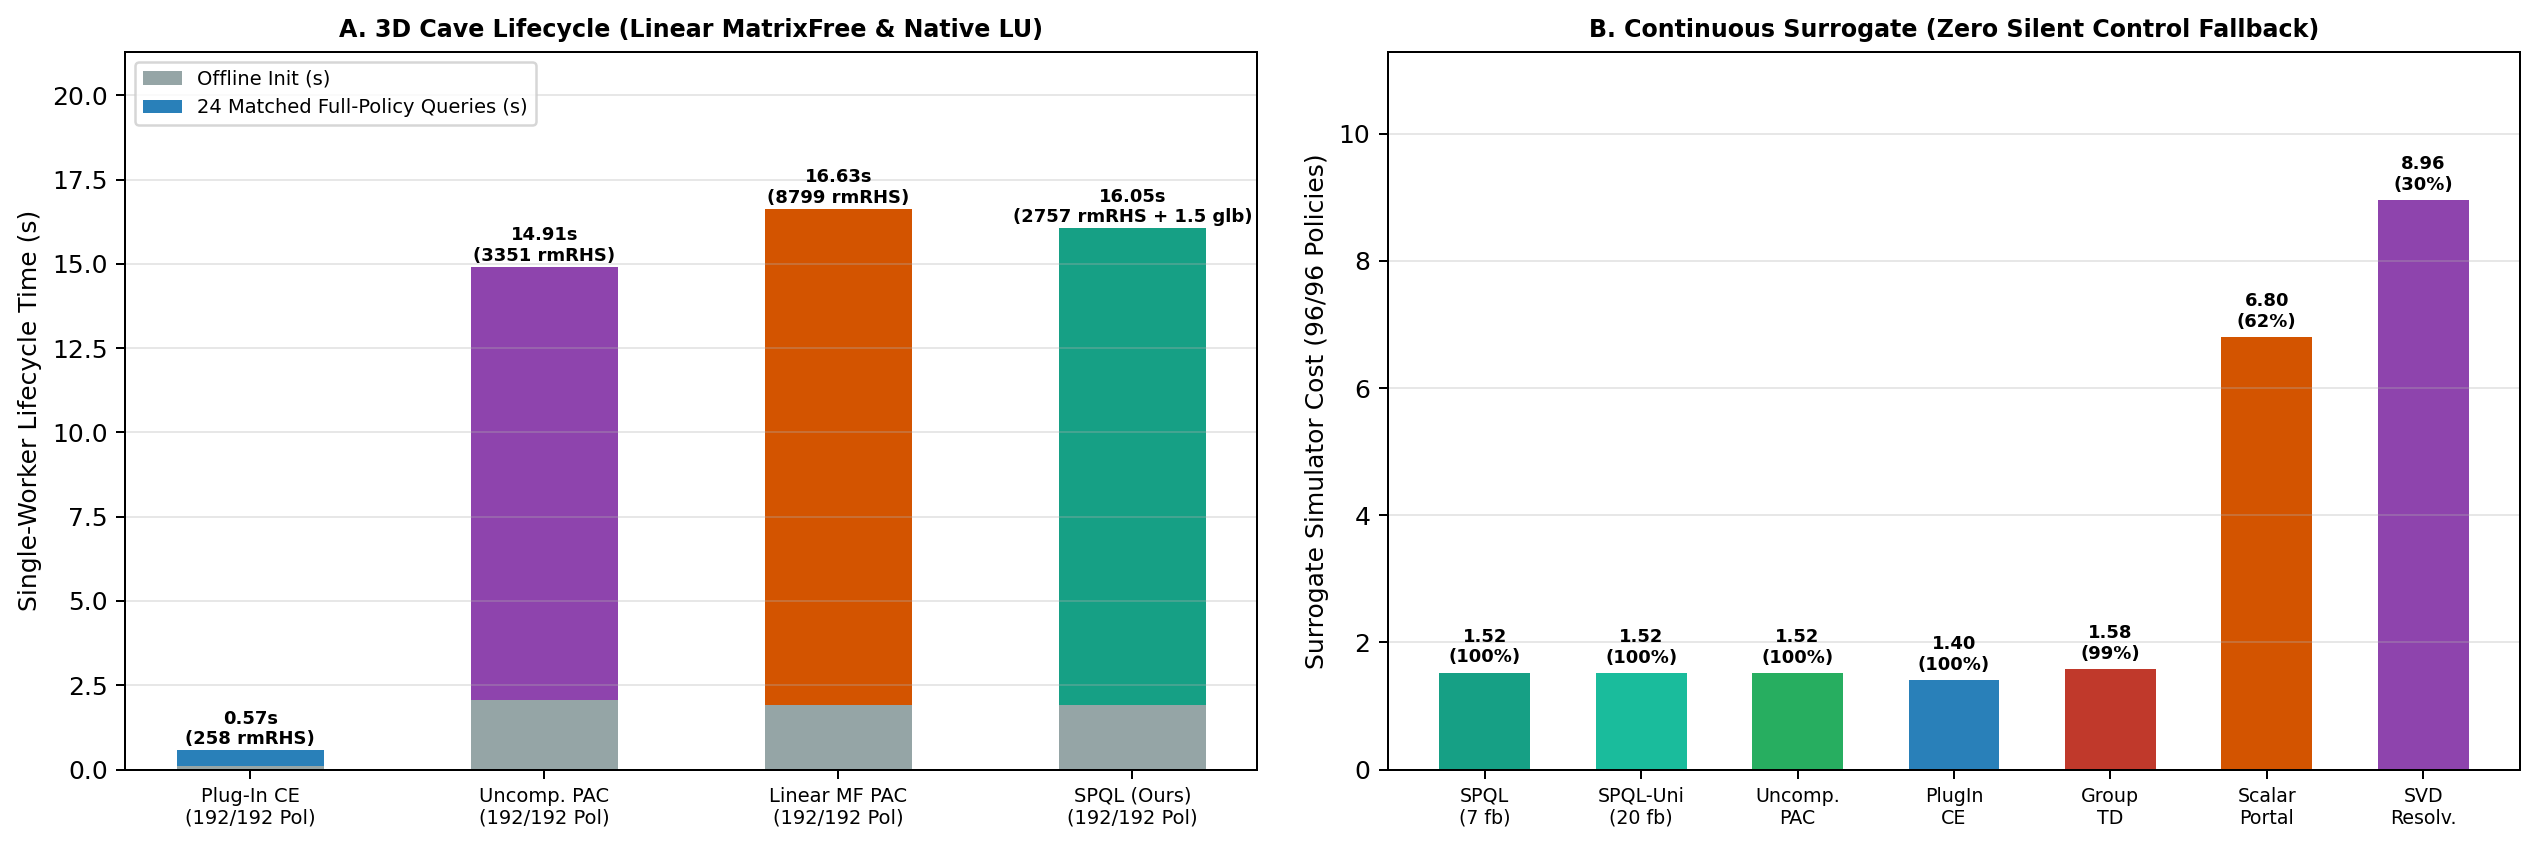 A. 3D Cave Lifecycle (Linear MatrixFree & Native LU)
Single-Worker Lifecycle Time (s)
20.0
17.5
15.0
12.5
10.0
7.5
5.0
2.5
0.0
Offline Init (s)
24 Matched Full-Policy Queries (s)
0.57s
(258 rmRHS)
14.91s
(3351 rmRHS)
16.63s
(8799 rmRHS)
16.05s
(2757 rmRHS + 1.5 glb)
Plug-In CE
(192/192 Pol)
Uncomp. PAC
(192/192 Pol)
Linear MF PAC
(192/192 Pol)
SPQL (Ours)
(192/192 Pol)
B. Continuous Surrogate (Zero Silent Control Fallback)
Surrogate Simulator Cost (96/96 Policies)
10
8
6
4
2
0
1.52
(100%)
1.52
(100%)
1.52
(100%)
1.40
(100%)
1.58
(99%)
6.80
(62%)
8.96
(30%)
SPQL
(7 fb)
SPQL-Uni
(20 fb)
Uncomp.
PAC
PlugIn
CE
Group
TD
Scalar
Portal
SVD
Resolv.